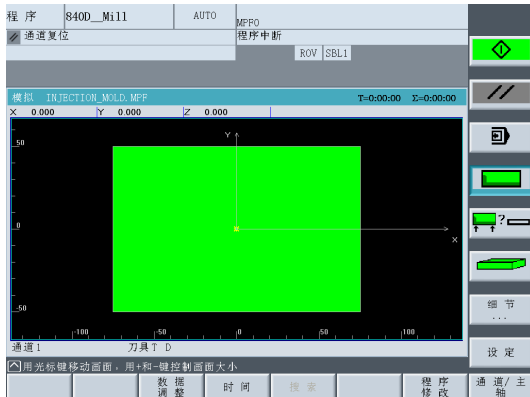 程 序 840D__Mill AUTO MPF0
通道复位 程序中断
ROV SBL1
模拟 INJECTION_MOLD.MPF T=0:00:00 Σ=0:00:00
X 0.000 Y 0.000 Z 0.000
Y
50
0
X
-50
-100 0 50 100
通道1 刀具T D
用光标键移动画面,用+和-键控制画面大小
?
细 节
...
设 定
数 据
调 整
时 间
搜 索
程 序
修 改
通 道/ 主
轴